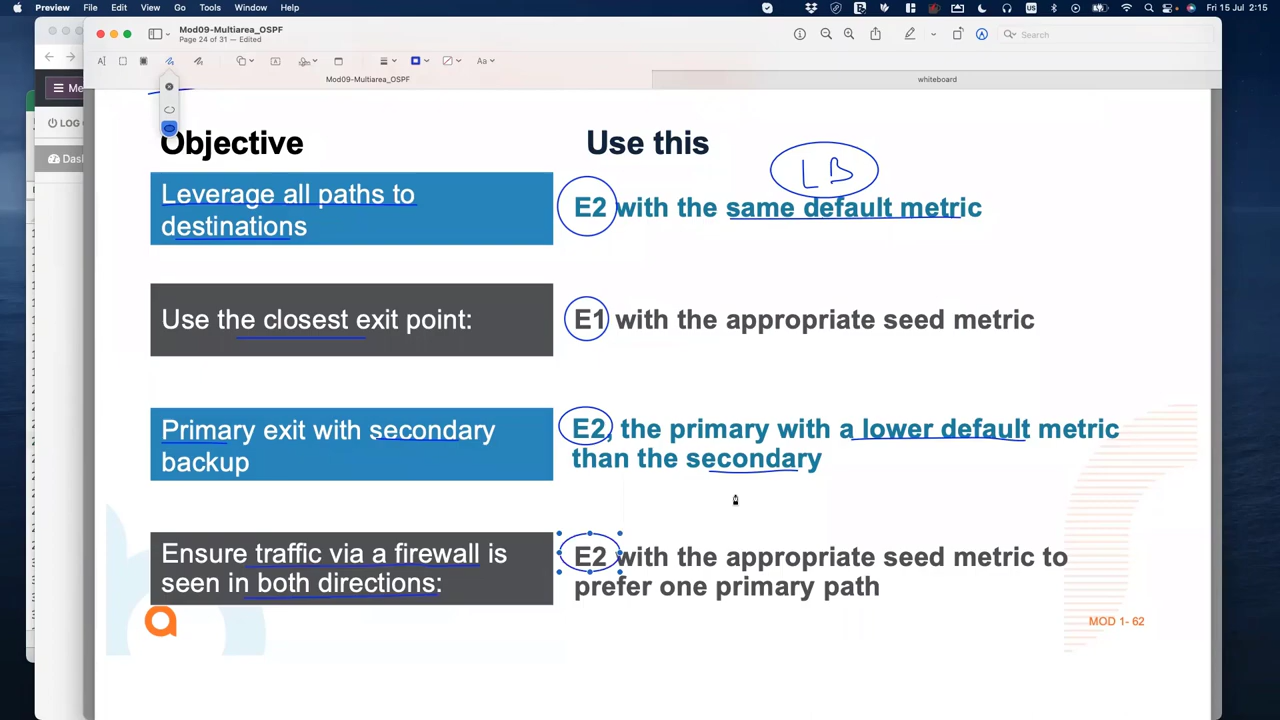 Preview File Edit View Go Tools Window Help Fri 15 Jul 2:15
Mod09-Multiarea_OSPF
Page 24 of 31 — Edited
Search
Aa
Mod09-Multiarea_OSPF whiteboard
Me
LOG
Dash
Objective Use this
LB
Leverage all paths to
destinations
E2 with the same default metric
Use the closest exit point:
E1 with the appropriate seed metric
Primary exit with secondary
backup
E2, the primary with a lower default metric
than the secondary
Ensure traffic via a firewall is
seen in both directions:
E2 with the appropriate seed metric to
prefer one primary path
MOD 1- 62